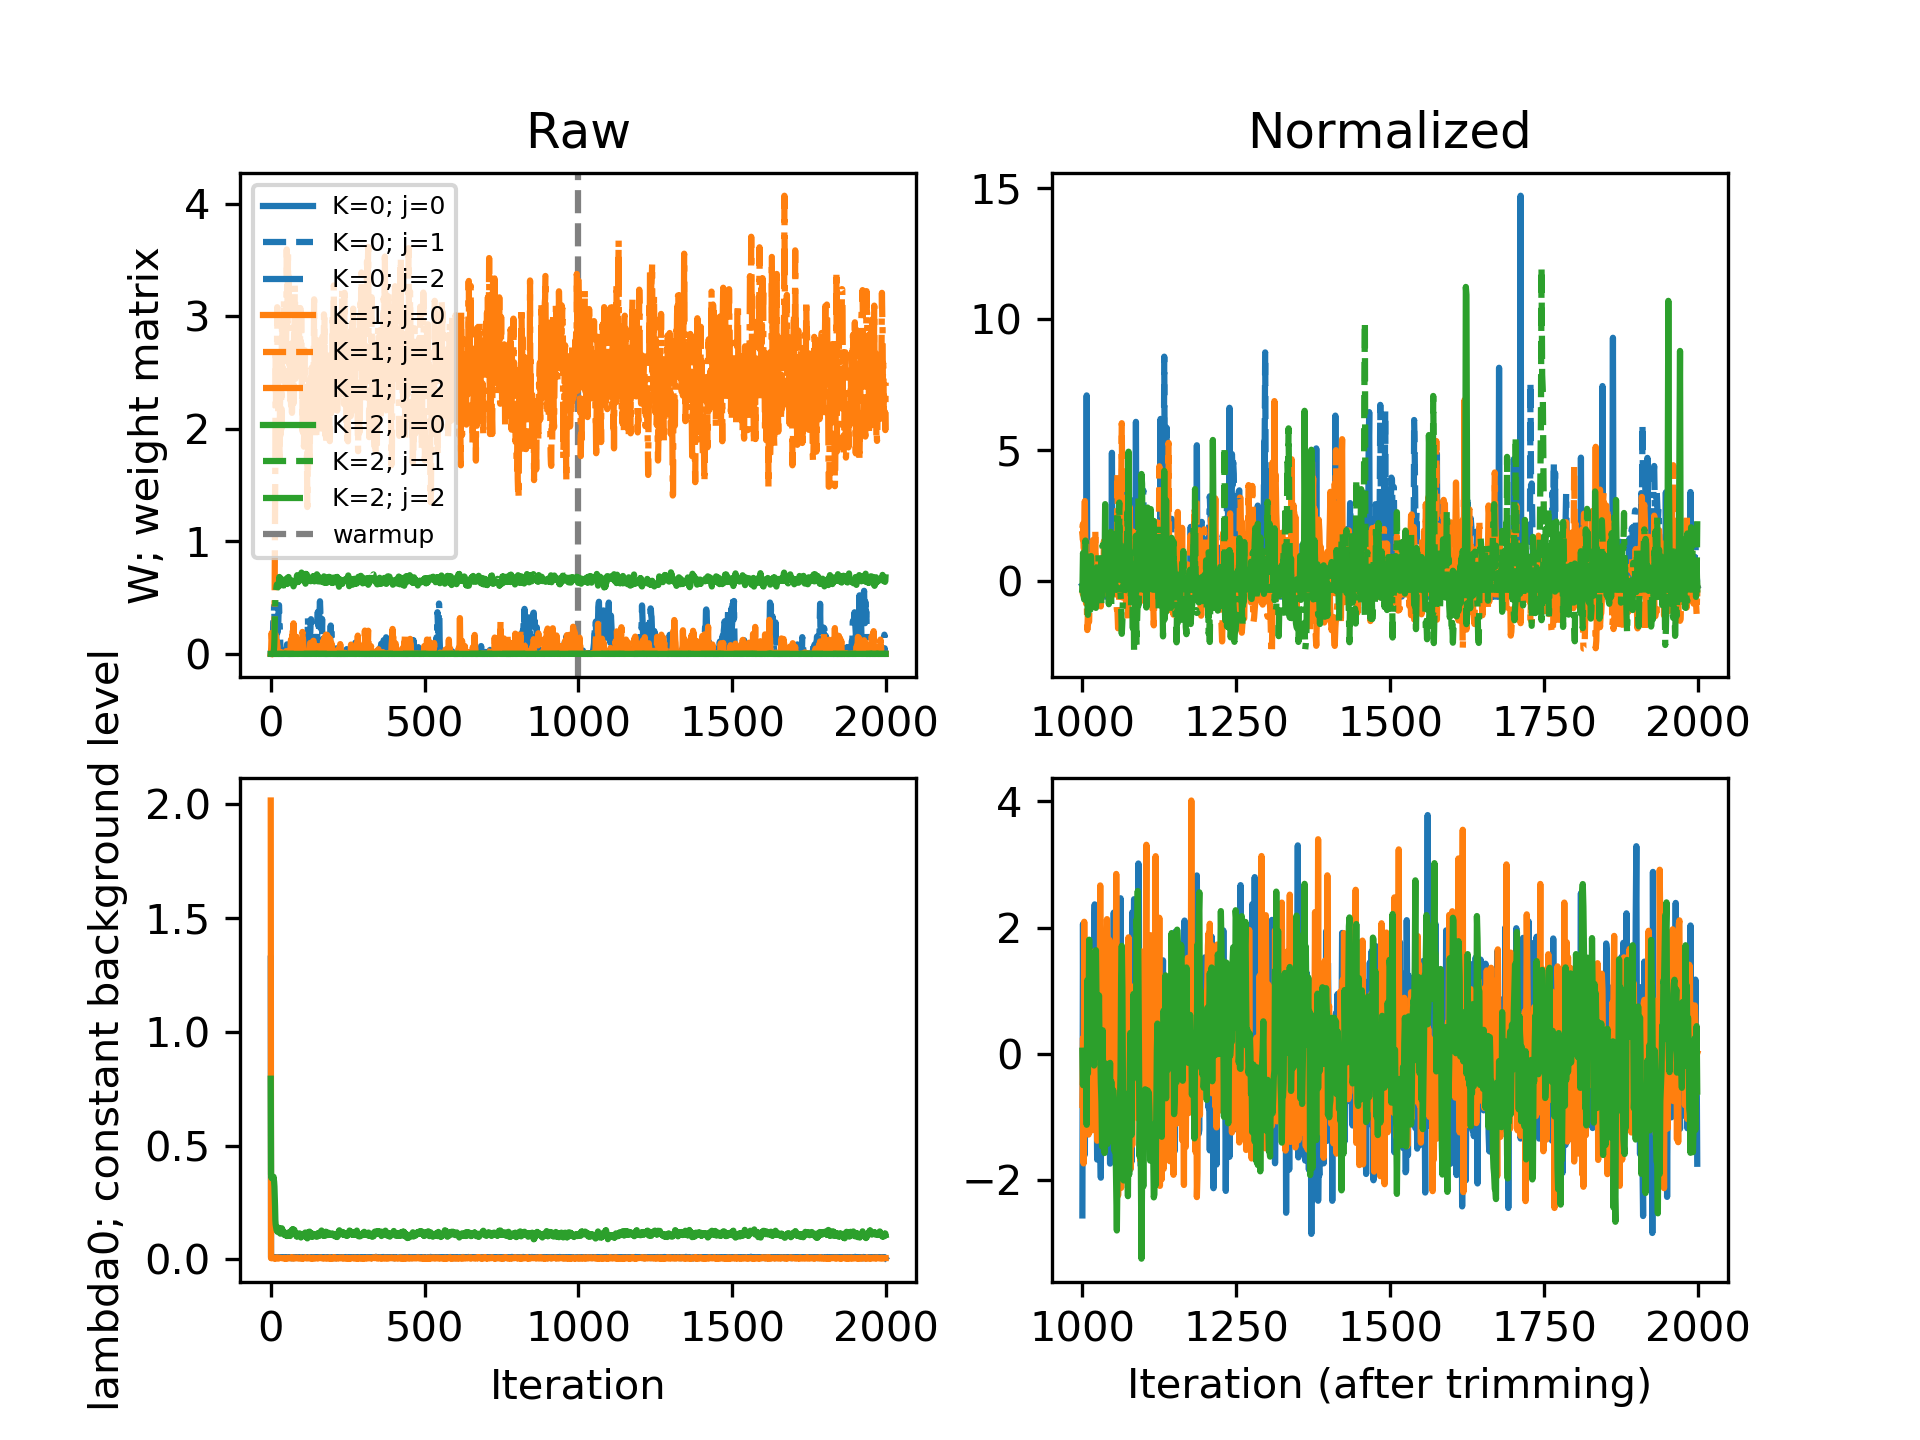 Raw
Normalized
W; weight matrix
4
3
2
1
0
K=0; j=0
K=0; j=1
K=0; j=2
K=1; j=0
K=1; j=1
K=1; j=2
K=2; j=0
K=2; j=1
K=2; j=2
warmup
0 500 1000 1500 2000
15
10
5
0
1000 1250 1500 1750 2000
lambda0; constant background level
2.0
1.5
1.0
0.5
0.0
0 500 1000 1500 2000
Iteration
4
2
0
−2
1000 1250 1500 1750 2000
Iteration (after trimming)